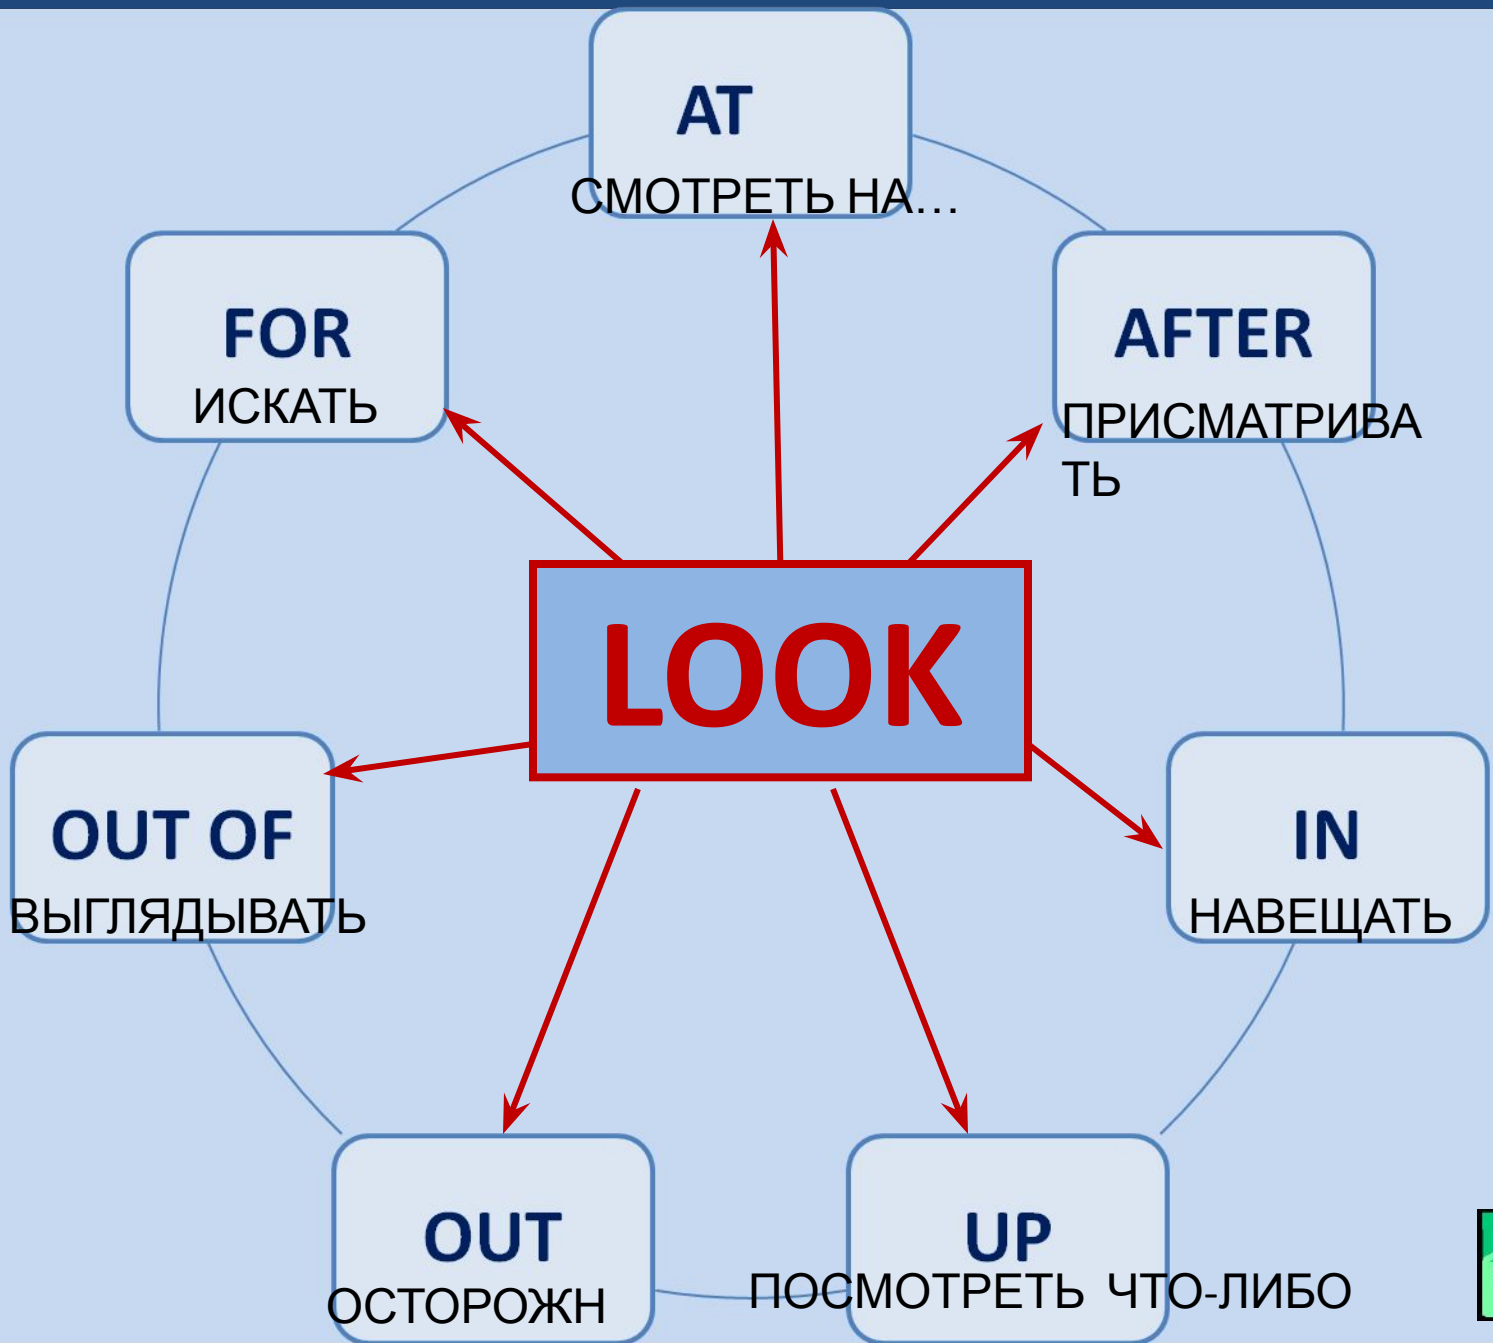 AT
СМОТРЕТЬ НА...
FOR
ИСКАТЬ
AFTER
ПРИСМАТРИВА
ТЬ
LOOK
OUT OF
ВЫГЛЯДЫВАТЬ
IN
НАВЕЩАТЬ
OUT
ОСТОРОЖН
UP
ПОСМОТРЕТЬ ЧТО-ЛИБО